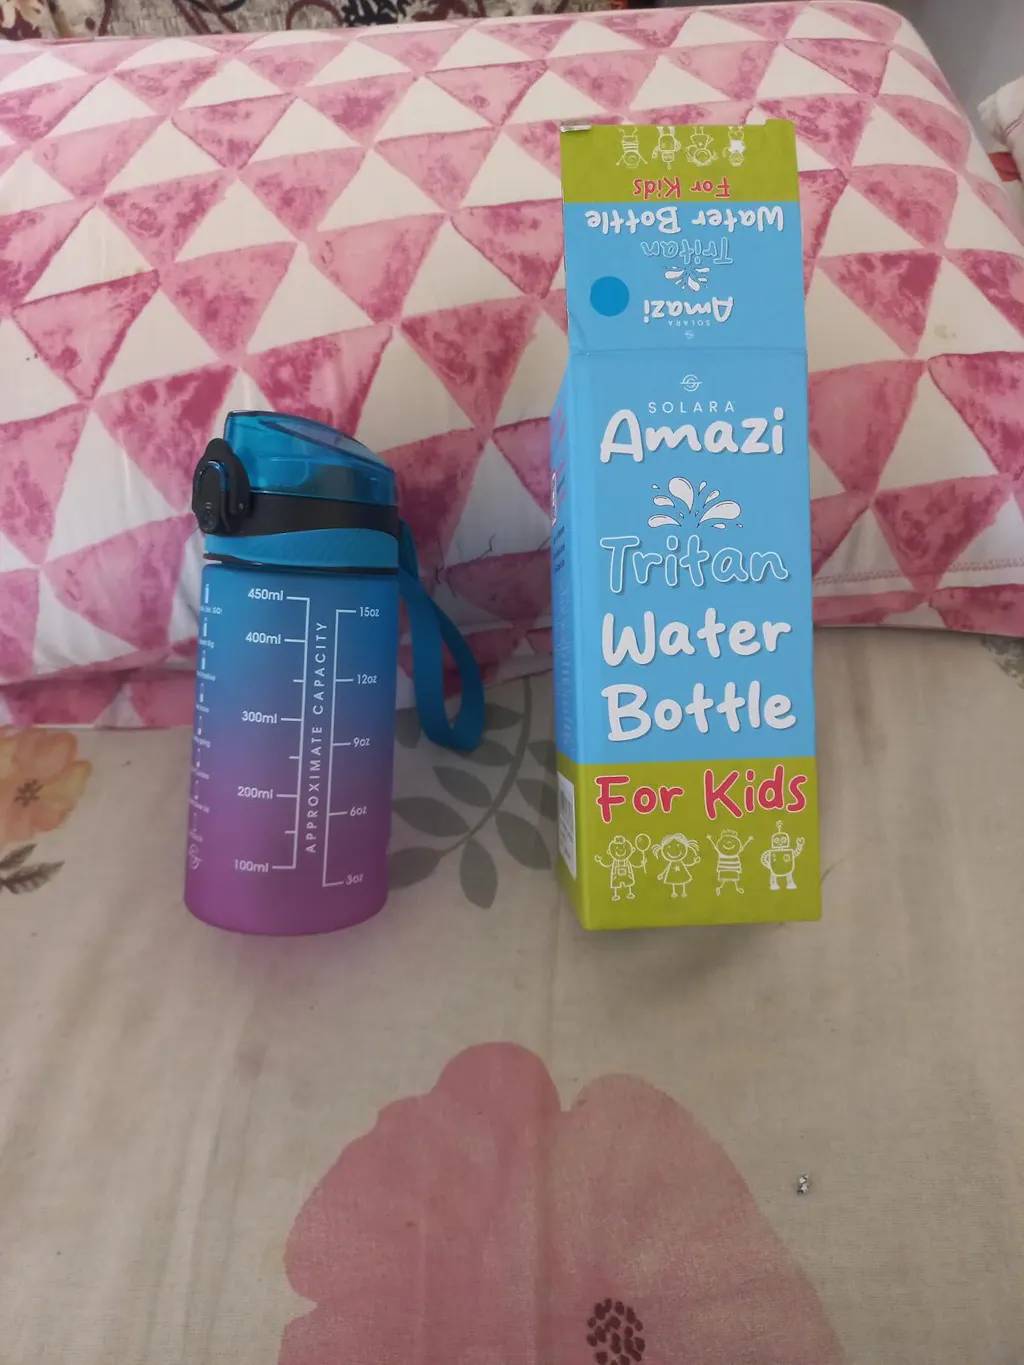 450ml
400ml
300ml
200ml
100ml
APPROXIMATE CAPACITY
15oz
12oz
9oz
6oz
3oz
For Kids
Water Bottle
Tritan
Amazi
SOLARA
SOLARA
Amazi
Tritan
Water
Bottle
For Kids